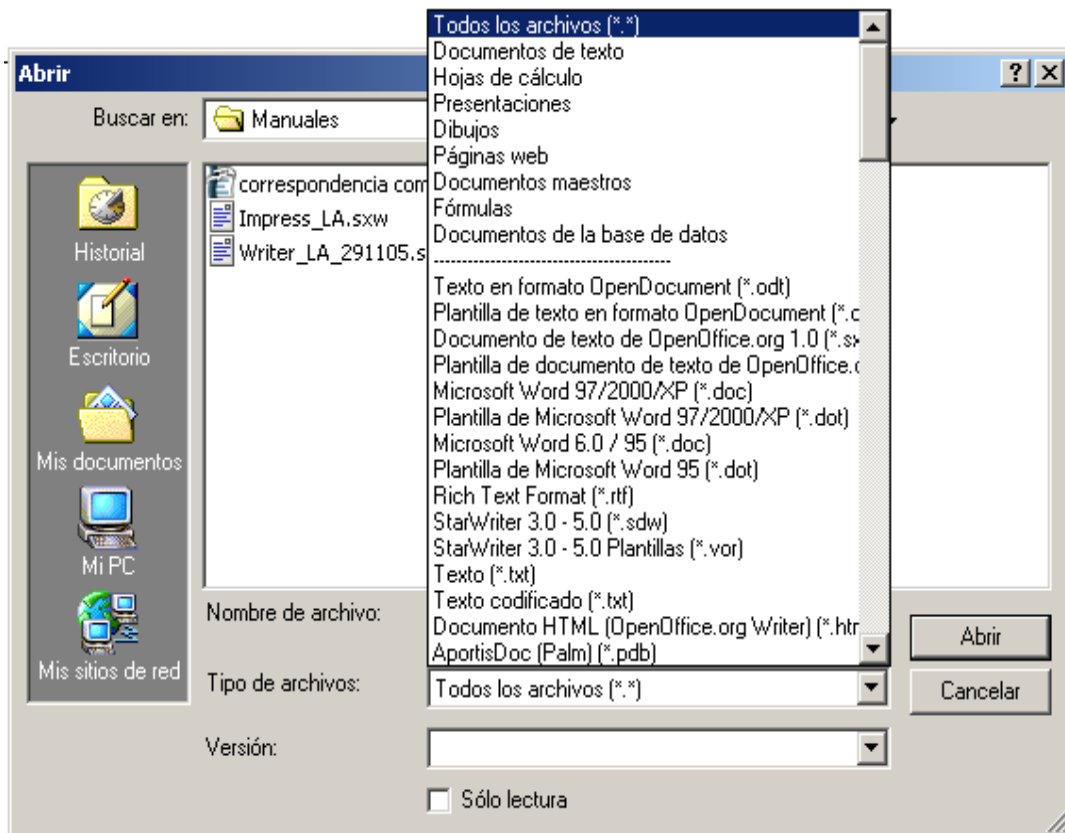 Abrir
Buscar en: Manuales
correspondencia com
Impress_LA.sxw
Writer_LA_291105.s
Historial
Escritorio
Mis documentos
Mi PC
Mis sitios de red
Todos los archivos (*.*)
Documentos de texto
Hojas de cálculo
Presentaciones
Dibujos
Páginas web
Documentos maestros
Fórmulas
Documentos de la base de datos
------------------------------------------
Texto en formato OpenDocument (*.odt)
Plantilla de texto en formato OpenDocument (*.o
Documento de texto de OpenOffice.org 1.0 (*.sx
Plantilla de documento de texto de OpenOffice.o
Microsoft Word 97/2000/XP (*.doc)
Plantilla de Microsoft Word 97/2000/XP (*.dot)
Microsoft Word 6.0 / 95 (*.doc)
Plantilla de Microsoft Word 95 (*.dot)
Rich Text Format (*.rtf)
StarWriter 3.0 - 5.0 (*.sdw)
StarWriter 3.0 - 5.0 Plantillas (*.vor)
Texto (*.txt)
Texto codificado (*.txt)
Documento HTML (OpenOffice.org Writer) (*.htm
AportisDoc (Palm) (*.pdb)
Nombre de archivo:
Tipo de archivos: Todos los archivos (*.*)
Versión:
Sólo lectura
Abrir
Cancelar